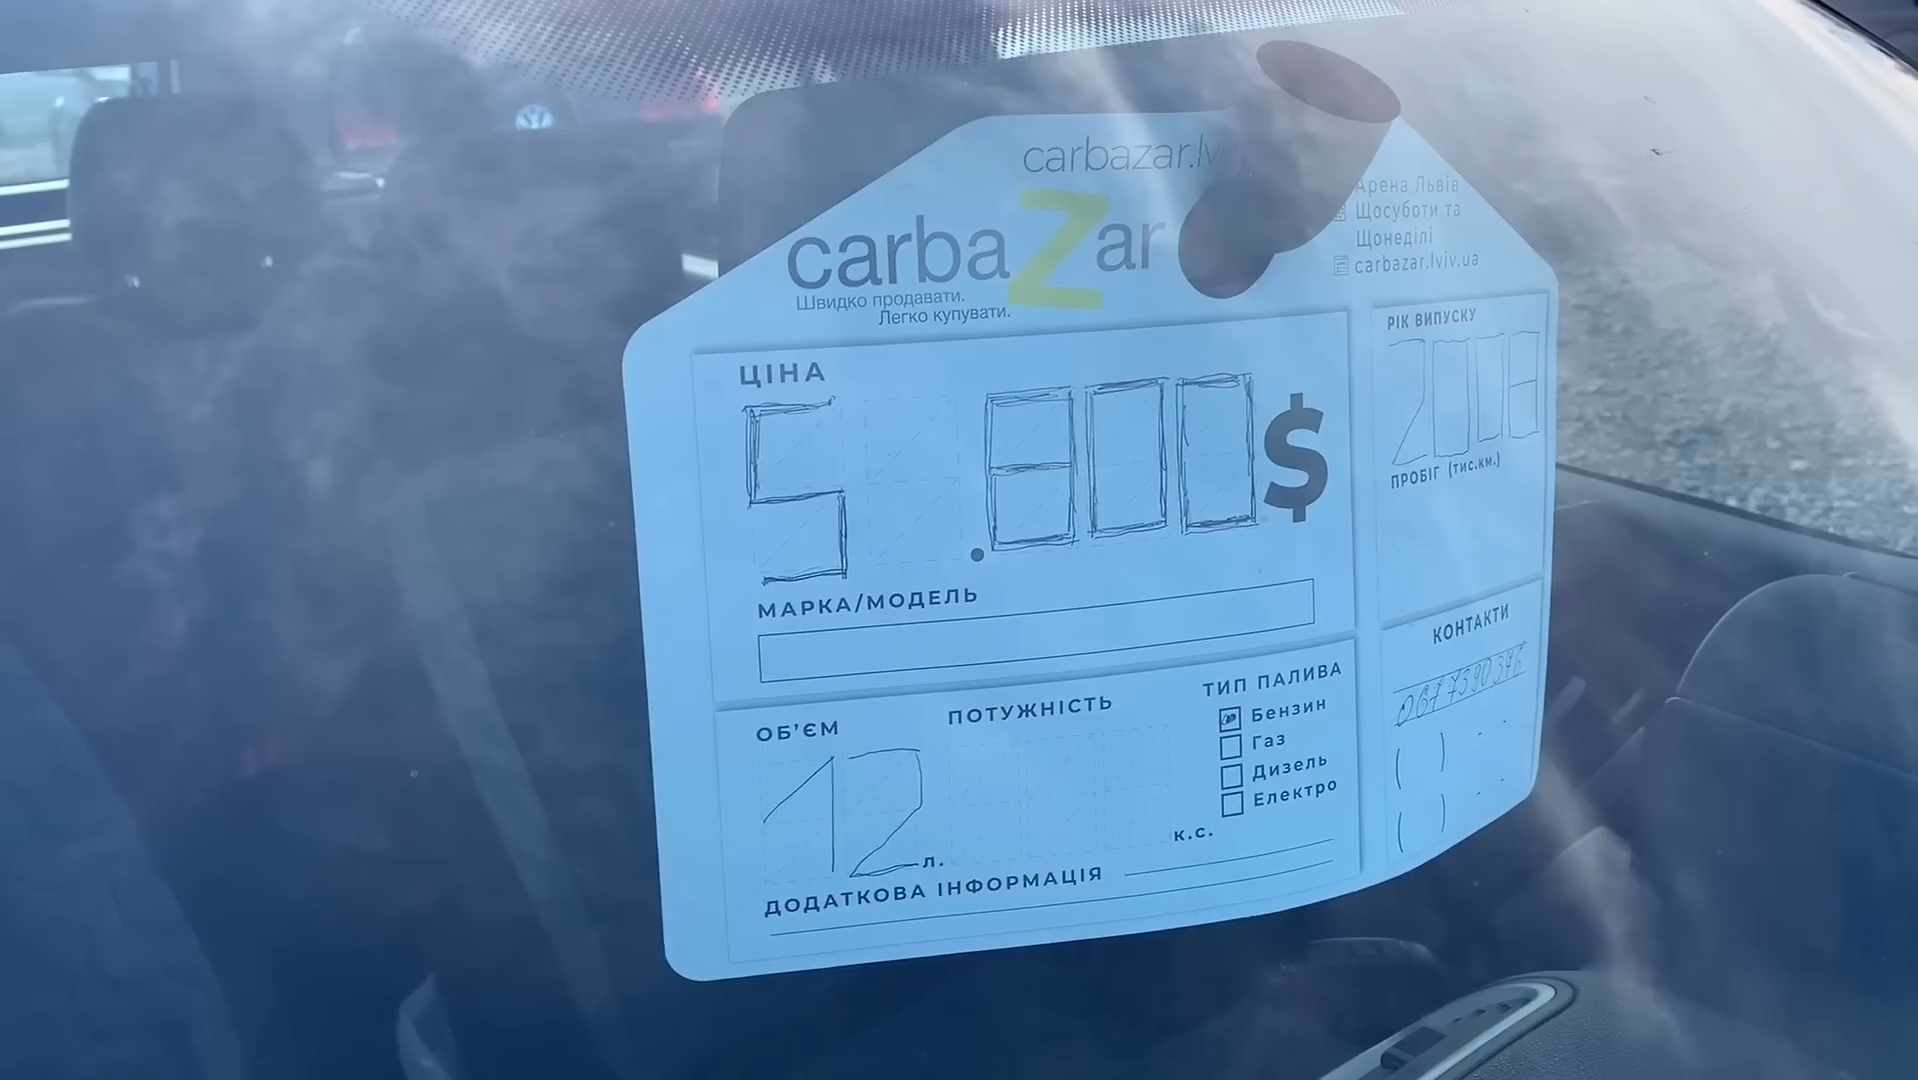 carbazar.lv
carbaZar
Швидко продавати.
Легко купувати.
Арена Львів
Щосуботи та
Щонеділі
carbazar.lviv.ua
ЦІНА
5 .800$
РІК ВИПУСКУ
2008
ПРОБІГ (тис.км.)
МАРКА/МОДЕЛЬ
ОБ'ЄМ
12 л.
ПОТУЖНІСТЬ
к.с.
ТИП ПАЛИВА
Бензин
Газ
Дизель
Електро
ДОДАТКОВА ІНФОРМАЦІЯ
КОНТАКТИ
( ) -
( ) -